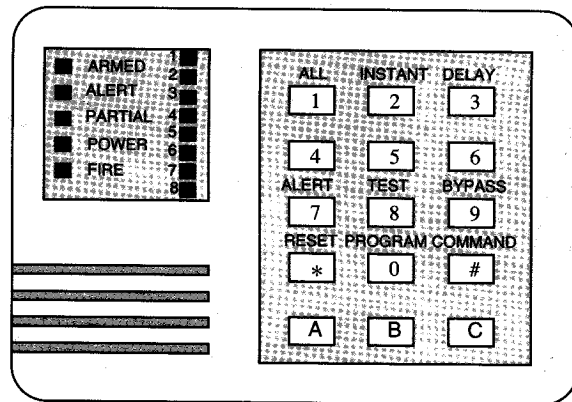 ARMED 1
ALERT 2
PARTIAL 3
POWER 4
FIRE 5
6
7
8
ALL INSTANT DELAY
1 2 3
4 5 6
ALERT TEST BYPASS
7 8 9
RESET PROGRAM COMMAND
* 0 #
A B C